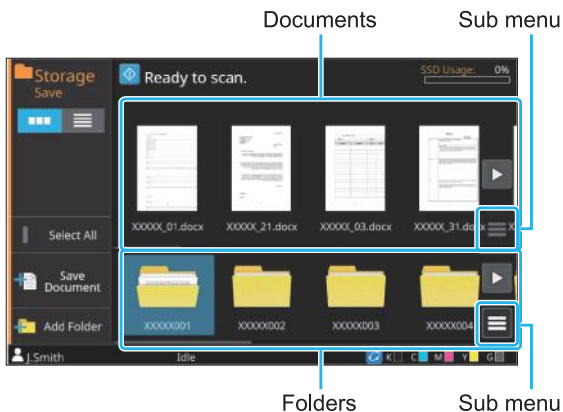 Documents
Sub menu
Storage
Save
Ready to scan.
SSD Usage: 0%
XXXXX_01.docx
XXXXX_21.docx
XXXXX_03.docx
XXXXX_31.docx
X
Select All
Save
Document
Add Folder
XXXXX001
XXXXX002
XXXXX003
XXXXX004
J.Smith
Idle
K C M Y G
Folders
Sub menu